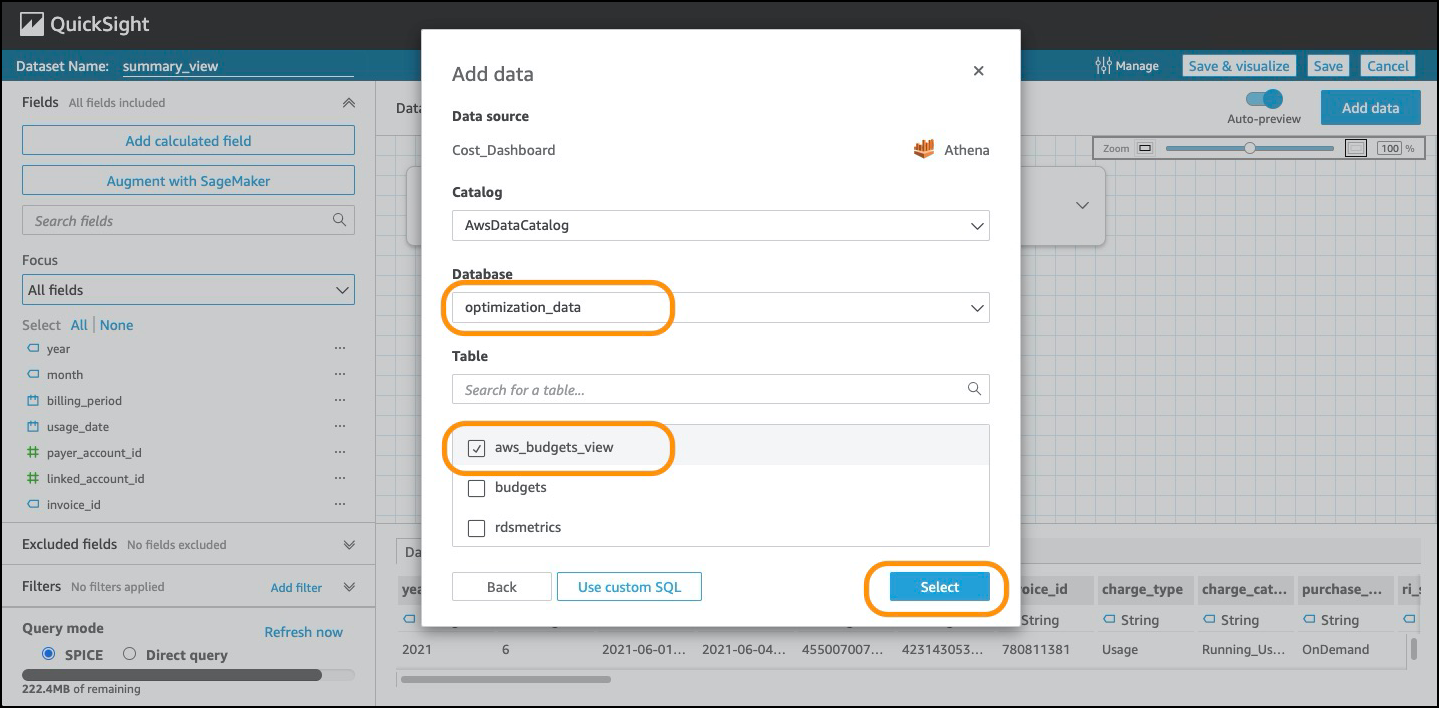 QuickSight
Dataset Name: summary_view
Manage
Save & visualize
Save
Cancel
Fields All fields included
Add calculated field
Augment with SageMaker
Search fields
Focus
All fields
Select All None
year
month
billing_period
usage_date
payer_account_id
linked_account_id
invoice_id
Excluded fields No fields excluded
Filters No filters applied Add filter
Query mode Refresh now
SPICE Direct query
222.4MB of remaining
Auto-preview
Add data
Zoom 100 %
Add data
Data source
Cost_Dashboard Athena
Catalog
AwsDataCatalog
Database
optimization_data
Table
Search for a table...
aws_budgets_view
budgets
rdsmetrics
Back Use custom SQL Select
charge_type charge_cat... purchase_...
String String String String
2021 6 2021-06-01... 2021-06-04... 455007007... 423143053... 780811381 Usage Running_Us... OnDemand